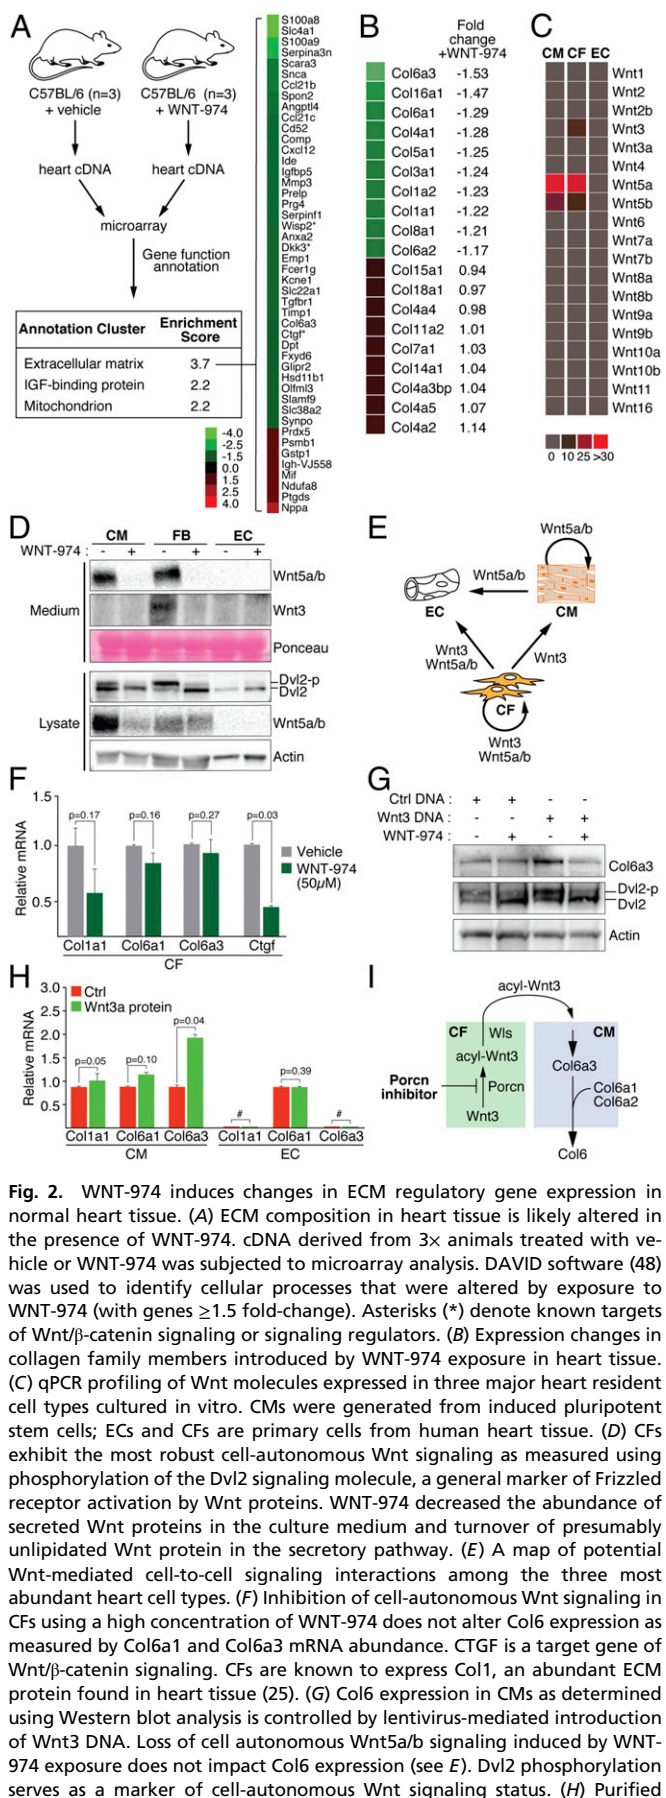 A
C57BL/6 (n=3)
+ vehicle
C57BL/6 (n=3)
+ WNT-974
heart cDNA
heart cDNA
microarray
Gene function
annotation
Annotation Cluster
Enrichment
Score
Extracellular matrix 3.7
IGF-binding protein 2.2
Mitochondrion 2.2
-4.0
-2.5
-1.5
0.0
1.5
2.5
4.0
S100a8
Slc4a1
S100a9
Serpina3n
Scara3
Snca
Ccl21b
Spon2
Angptl4
Ccl21c
Cd52
Comp
Cxcl12
Ide
Igfbp5
Mmp3
Prelp
Prg4
Serpinf1
Wisp2*
Anxa2
Dkk3*
Emp1
Fcer1g
Kcne1
Slc22a1
Tgfbr1
Timp1
Col6a3
Ctgf*
Dpt
Fxyd6
Glipr2
Hsd11b1
Olfml3
Slamf9
Slc38a2
Synpo
Prdx5
Psmb1
Gstp1
Igh-VJ558
Mif
Ndufa8
Ptgds
Nppa
B
Fold
change
+WNT-974
Col6a3 -1.53
Col16a1 -1.47
Col6a1 -1.29
Col4a1 -1.28
Col5a1 -1.25
Col3a1 -1.24
Col1a2 -1.23
Col1a1 -1.22
Col8a1 -1.21
Col6a2 -1.17
Col15a1 0.94
Col18a1 0.97
Col4a4 0.98
Col11a2 1.01
Col7a1 1.03
Col14a1 1.04
Col4a3bp 1.04
Col4a5 1.07
Col4a2 1.14
C
CM CF EC
Wnt1
Wnt2
Wnt2b
Wnt3
Wnt3a
Wnt4
Wnt5a
Wnt5b
Wnt6
Wnt7a
Wnt7b
Wnt8a
Wnt8b
Wnt9a
Wnt9b
Wnt10a
Wnt10b
Wnt11
Wnt16
0 10 25 >30
D
CM FB EC
WNT-974 : - + - + - +
Medium
Wnt5a/b
Wnt3
Ponceau
Lysate
Dvl2-p
Dvl2
Wnt5a/b
Actin
E
Wnt5a/b
Wnt5a/b
EC
CM
Wnt3
Wnt5a/b
Wnt3
CF
Wnt3
Wnt5a/b
F
Relative mRNA
1.5
1.0
0.5
p=0.17
p=0.16
p=0.27
p=0.03
Vehicle
WNT-974
(50μM)
Col1a1 Col6a1 Col6a3 Ctgf
CF
G
Ctrl DNA : + + - -
Wnt3 DNA : - - + +
WNT-974 : - + - +
Col6a3
Dvl2-p
Dvl2
Actin
H
Relative mRNA
3.0
2.5
2.0
1.5
1.0
0.5
Ctrl
Wnt3a protein
p=0.05
p=0.10
p=0.04
#
p=0.39
#
Col1a1 Col6a1 Col6a3 Col1a1 Col6a1 Col6a3
CM EC
I
acyl-Wnt3
CF
Wls
acyl-Wnt3
Porcn
inhibitor
Porcn
Wnt3
CM
Col6a3
Col6a1
Col6a2
Col6
Fig. 2. WNT-974 induces changes in ECM regulatory gene expression in
normal heart tissue. (A) ECM composition in heart tissue is likely altered in
the presence of WNT-974. cDNA derived from 3× animals treated with ve-
hicle or WNT-974 was subjected to microarray analysis. DAVID software (48)
was used to identify cellular processes that were altered by exposure to
WNT-974 (with genes ≥1.5 fold-change). Asterisks (*) denote known targets
of Wnt/β-catenin signaling or signaling regulators. (B) Expression changes in
collagen family members introduced by WNT-974 exposure in heart tissue.
(C) qPCR profiling of Wnt molecules expressed in three major heart resident
cell types cultured in vitro. CMs were generated from induced pluripotent
stem cells; ECs and CFs are primary cells from human heart tissue. (D) CFs
exhibit the most robust cell-autonomous Wnt signaling as measured using
phosphorylation of the Dvl2 signaling molecule, a general marker of Frizzled
receptor activation by Wnt proteins. WNT-974 decreased the abundance of
secreted Wnt proteins in the culture medium and turnover of presumably
unlipidated Wnt protein in the secretory pathway. (E) A map of potential
Wnt-mediated cell-to-cell signaling interactions among the three most
abundant heart cell types. (F) Inhibition of cell-autonomous Wnt signaling in
CFs using a high concentration of WNT-974 does not alter Col6 expression as
measured by Col6a1 and Col6a3 mRNA abundance. CTGF is a target gene of
Wnt/β-catenin signaling. CFs are known to express Col1, an abundant ECM
protein found in heart tissue (25). (G) Col6 expression in CMs as determined
using Western blot analysis is controlled by lentivirus-mediated introduction
of Wnt3 DNA. Loss of cell autonomous Wnt5a/b signaling induced by WNT-
974 exposure does not impact Col6 expression (see E). Dvl2 phosphorylation
serves as a marker of cell-autonomous Wnt signaling status. (H) Purified